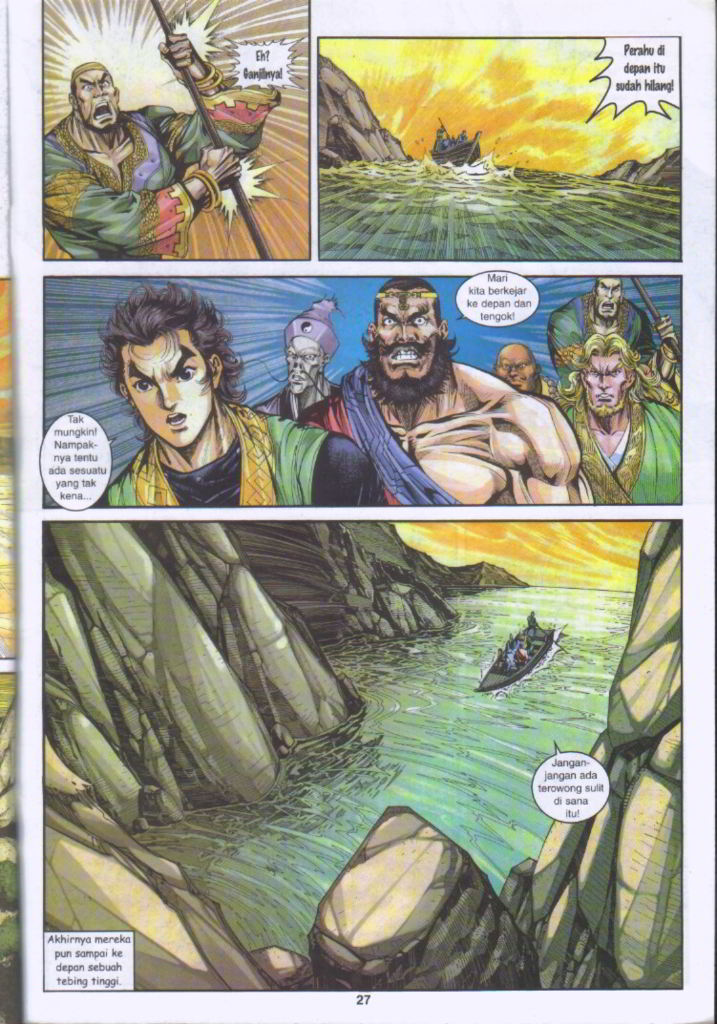 Eh?
Ganjilnya!
Perahu di
depan itu
sudah hilang!
Mari
kita berkejar
ke depan dan
tengok!
Tak
mungkin!
Nampak-
nya tentu
ada sesuatu
yang tak
kena...
Jangan-
jangan ada
terowong sulit
di sana
itu!
Akhirnya mereka
pun sampai ke
depan sebuah
tebing tinggi.
27